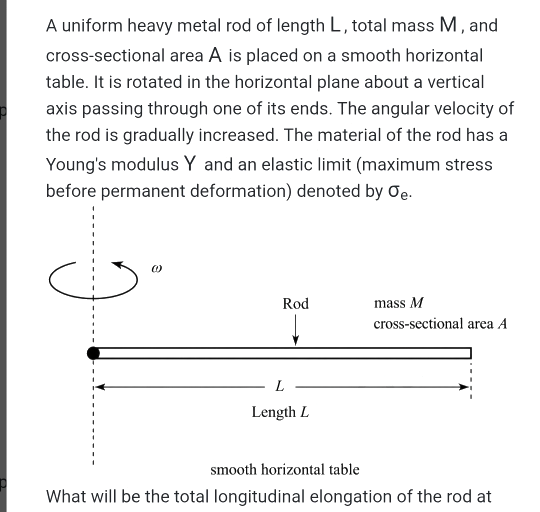 A uniform heavy metal rod of length L, total mass M, and
cross-sectional area A is placed on a smooth horizontal
table. It is rotated in the horizontal plane about a vertical
axis passing through one of its ends. The angular velocity of
the rod is gradually increased. The material of the rod has a
Young's modulus Y and an elastic limit (maximum stress
before permanent deformation) denoted by σₑ.
ω
Rod
mass M
cross-sectional area A
L
Length L
smooth horizontal table
What will be the total longitudinal elongation of the rod at